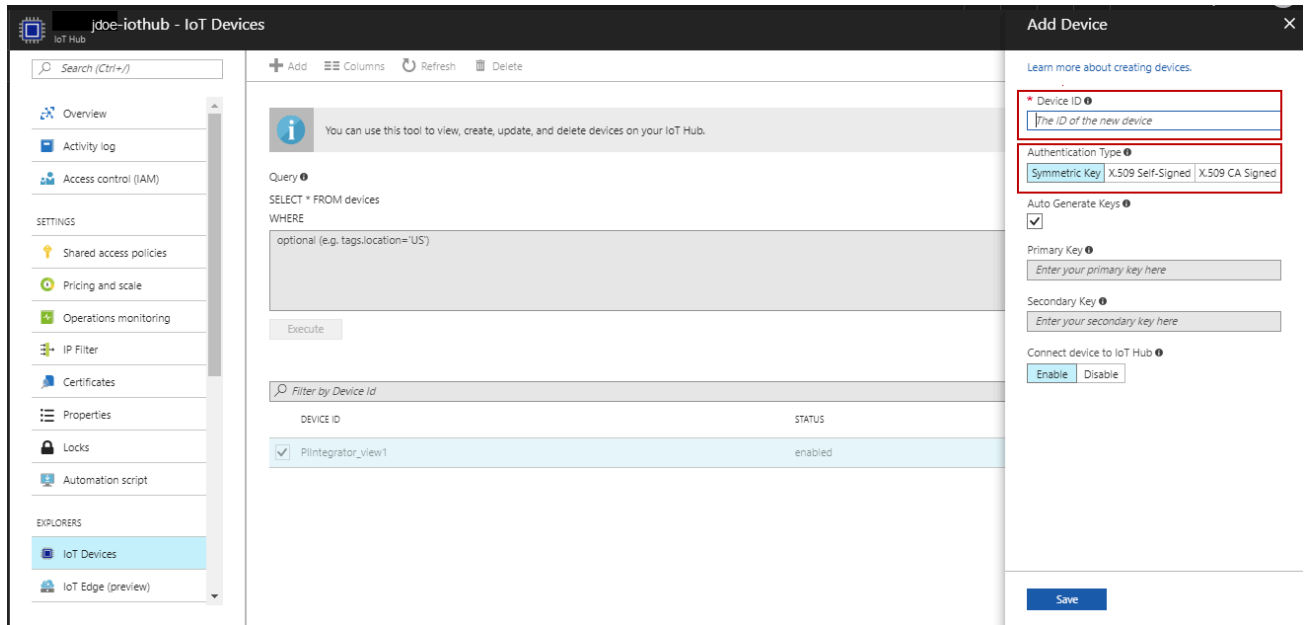 jdoe-iothub - IoT Devices
IoT Hub
Search (Ctrl+/)
Overview
Activity log
Access control (IAM)
SETTINGS
Shared access policies
Pricing and scale
Operations monitoring
IP Filter
Certificates
Properties
Locks
Automation script
EXPLORERS
IoT Devices
IoT Edge (preview)
Add Columns Refresh Delete
You can use this tool to view, create, update, and delete devices on your IoT Hub.
Query
SELECT * FROM devices
WHERE
optional (e.g. tags.location='US')
Execute
Filter by Device Id
DEVICE ID STATUS
PIIntegrator_view1 enabled
Add Device
Learn more about creating devices.
* Device ID
The ID of the new device
Authentication Type
Symmetric Key X.509 Self-Signed X.509 CA Signed
Auto Generate Keys
Primary Key
Enter your primary key here
Secondary Key
Enter your secondary key here
Connect device to IoT Hub
Enable Disable
Save